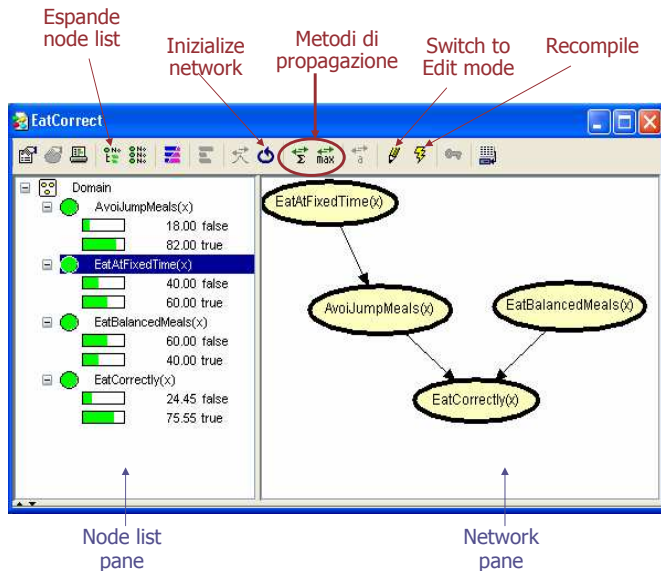 Espande
node list
Inizialize
network
Metodi di
propagazione
Switch to
Edit mode
Recompile
EatCorrect
Σ max a
Domain
AvoiJumpMeals(x)
18.00 false
82.00 true
EatAtFixedTime(x)
40.00 false
60.00 true
EatBalancedMeals(x)
60.00 false
40.00 true
EatCorrectly(x)
24.45 false
75.55 true
EatAtFixedTime(x)
AvoiJumpMeals(x)
EatBalancedMeals(x)
EatCorrectly(x)
Node list
pane
Network
pane